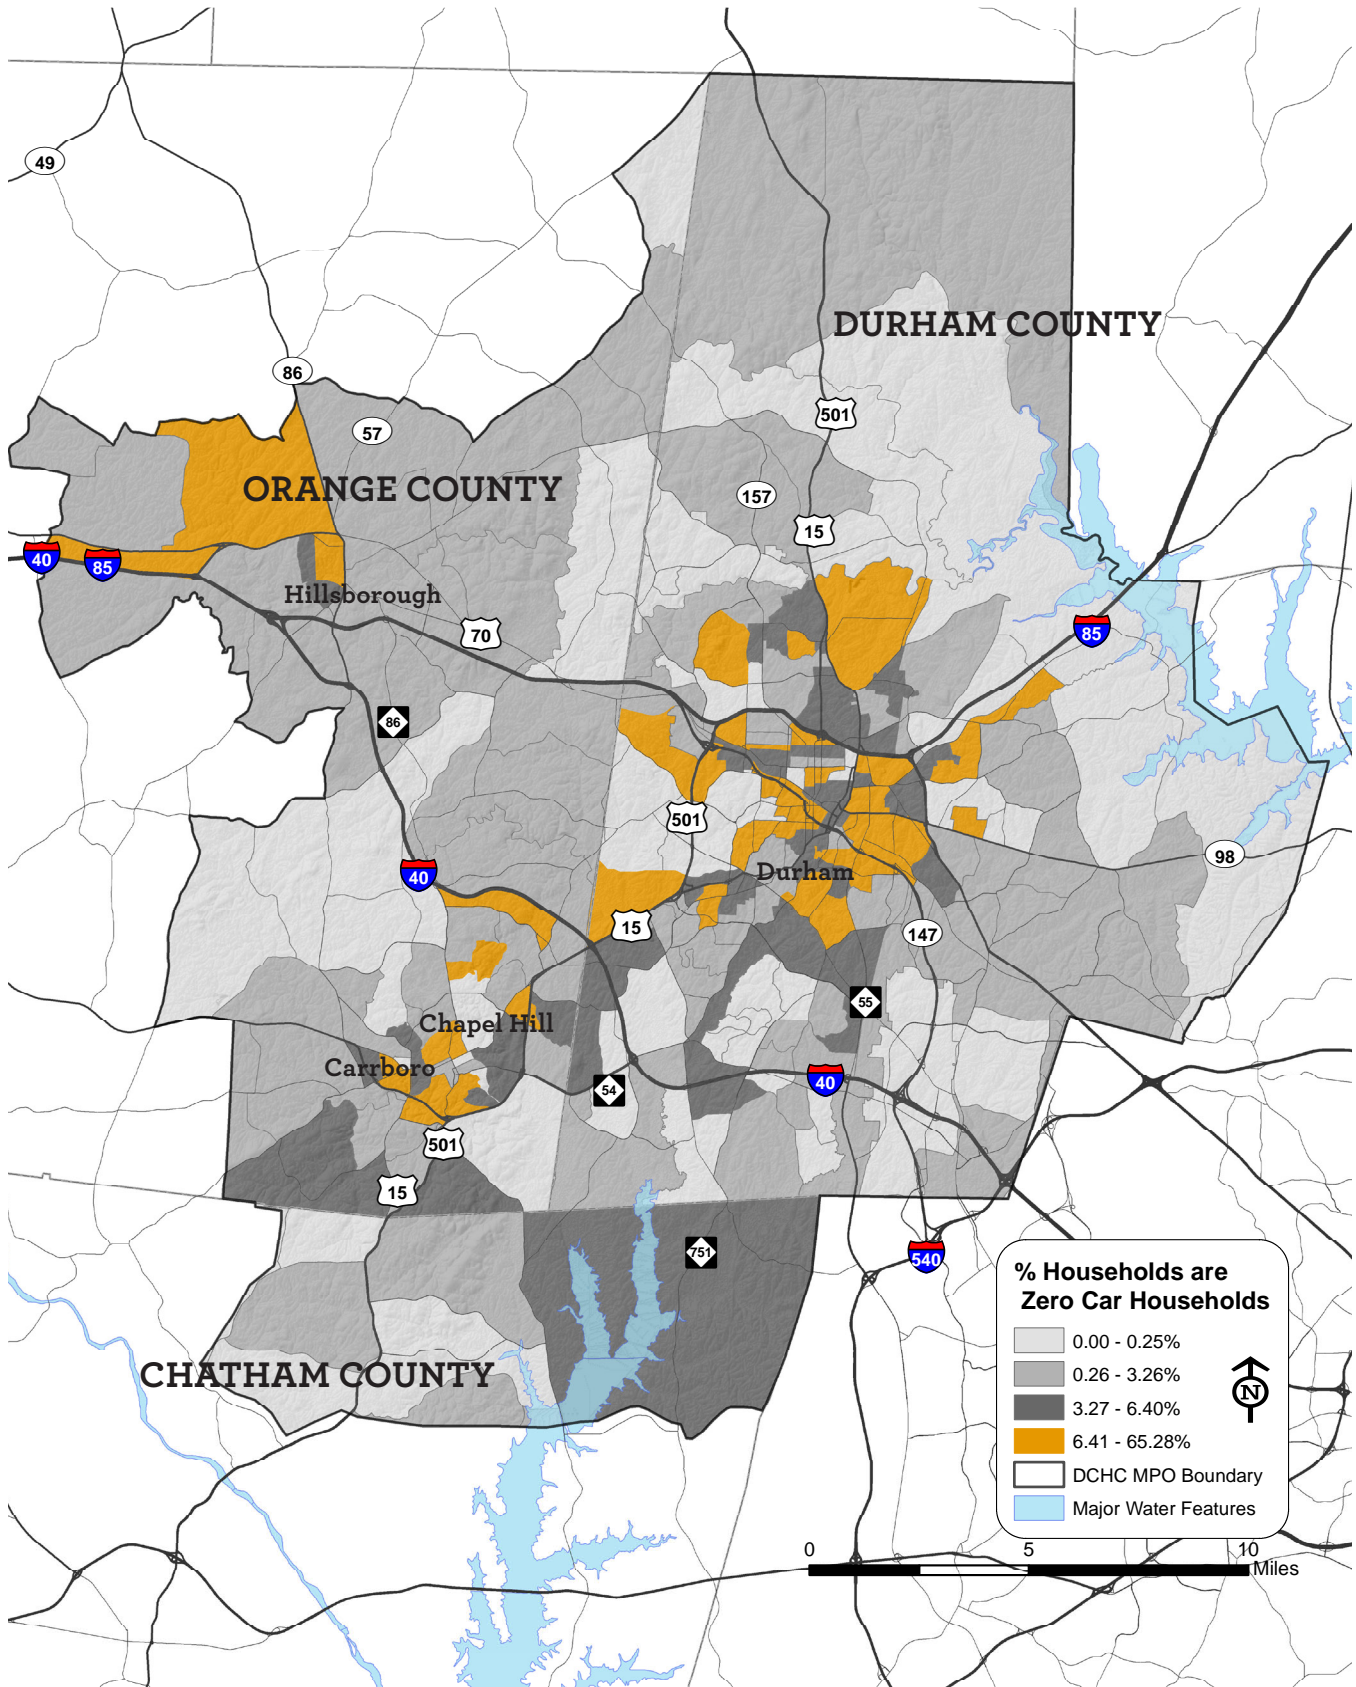 49
DURHAM COUNTY
86
501
57
ORANGE COUNTY
157
15
40
85
Hillsborough
70
85
86
501
98
40
Durham
15
147
55
Chapel Hill
Carrboro
54
40
501
15
751
540
CHATHAM COUNTY
% Households are
Zero Car Households
0.00 - 0.25%
0.26 - 3.26%
3.27 - 6.40%
6.41 - 65.28%
DCHC MPO Boundary
Major Water Features
N
0 5 10
Miles